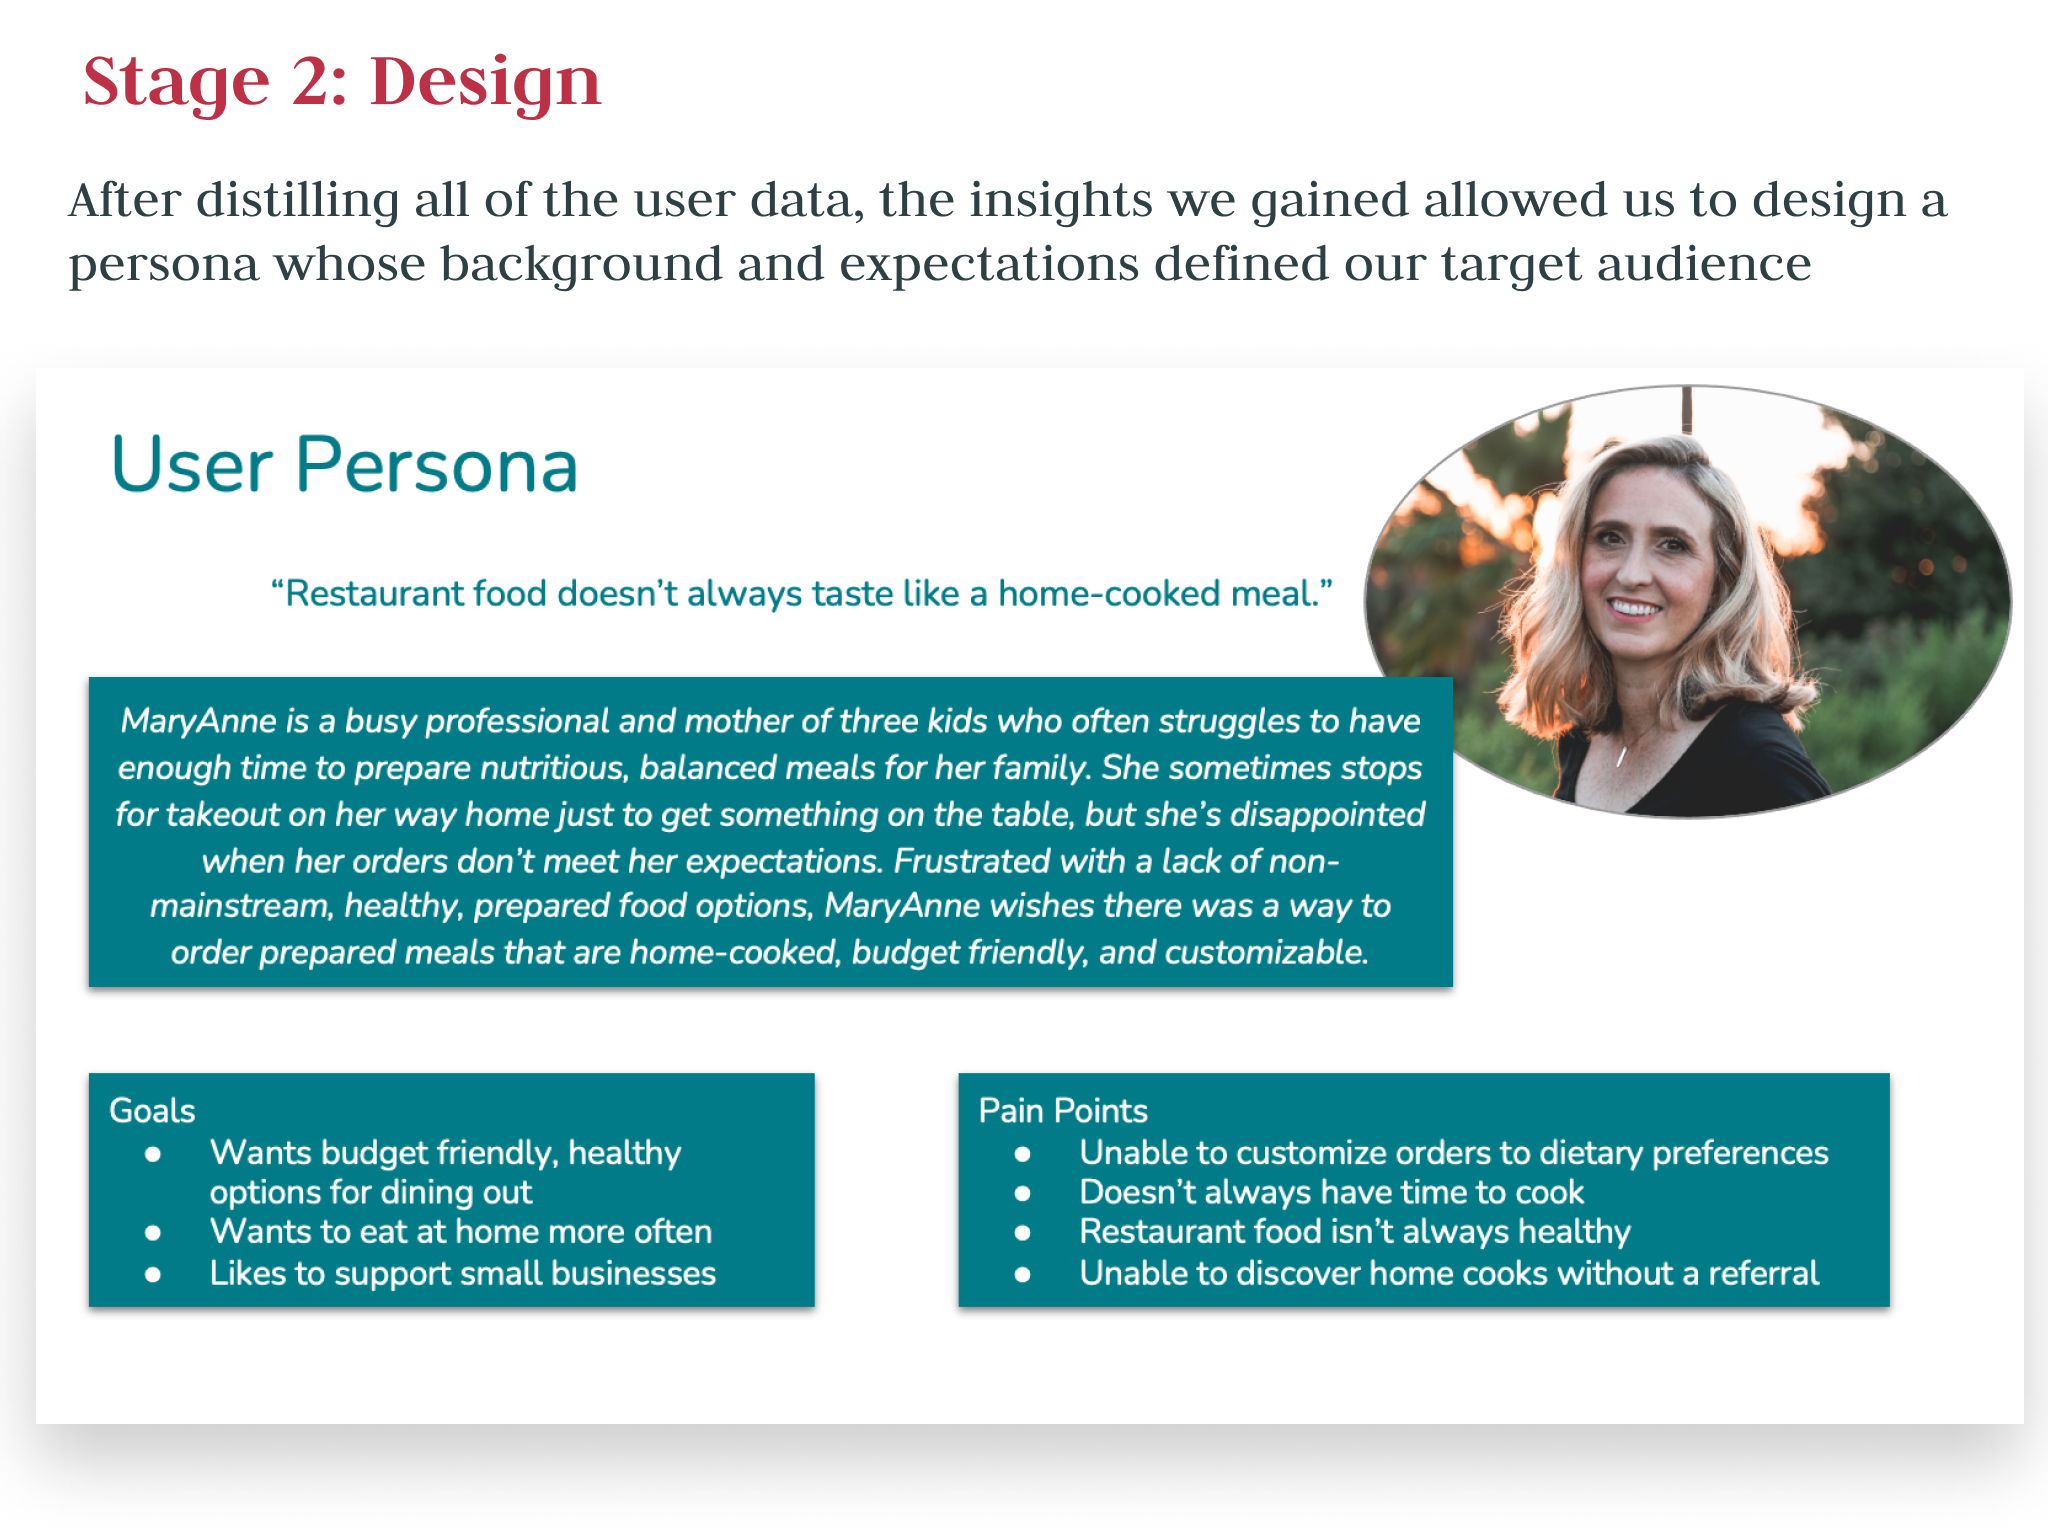 Stage 2: Design
After distilling all of the user data, the insights we gained allowed us to design a
persona whose background and expectations defined our target audience
User Persona
“Restaurant food doesn’t always taste like a home-cooked meal.”
MaryAnne is a busy professional and mother of three kids who often struggles to have
enough time to prepare nutritious, balanced meals for her family. She sometimes stops
for takeout on her way home just to get something on the table, but she’s disappointed
when her orders don’t meet her expectations. Frustrated with a lack of non-
mainstream, healthy, prepared food options, MaryAnne wishes there was a way to
order prepared meals that are home-cooked, budget friendly, and customizable.
Goals
● Wants budget friendly, healthy
options for dining out
● Wants to eat at home more often
● Likes to support small businesses
Pain Points
● Unable to customize orders to dietary preferences
● Doesn’t always have time to cook
● Restaurant food isn’t always healthy
● Unable to discover home cooks without a referral